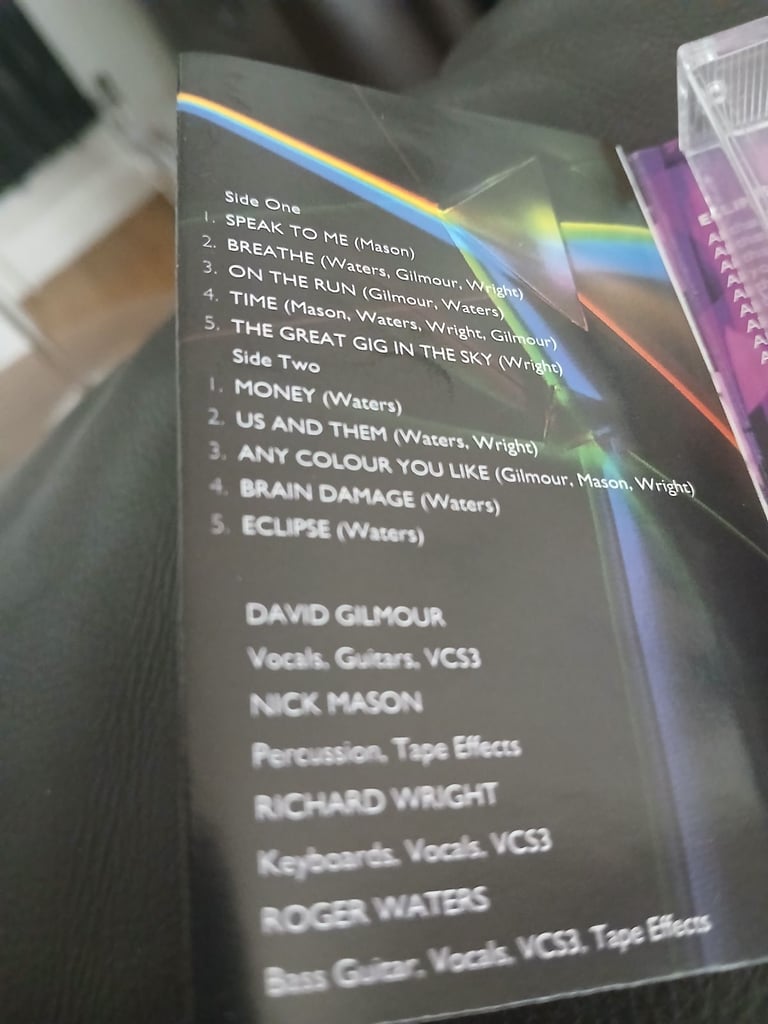 Side One
1. SPEAK TO ME (Mason)
2. BREATHE (Waters, Gilmour, Wright)
3. ON THE RUN (Gilmour, Waters)
4. TIME (Mason, Waters, Wright, Gilmour)
5. THE GREAT GIG IN THE SKY (Wright)
Side Two
1. MONEY (Waters)
2. US AND THEM (Waters, Wright)
3. ANY COLOUR YOU LIKE (Gilmour, Mason, Wright)
4. BRAIN DAMAGE (Waters)
5. ECLIPSE (Waters)
DAVID GILMOUR
Vocals, Guitars, VCS3
NICK MASON
Percussion, Tape Effects
RICHARD WRIGHT
Keyboards, Vocals, VCS3
ROGER WATERS
Bass Guitar, Vocals, VCS3, Tape Effects